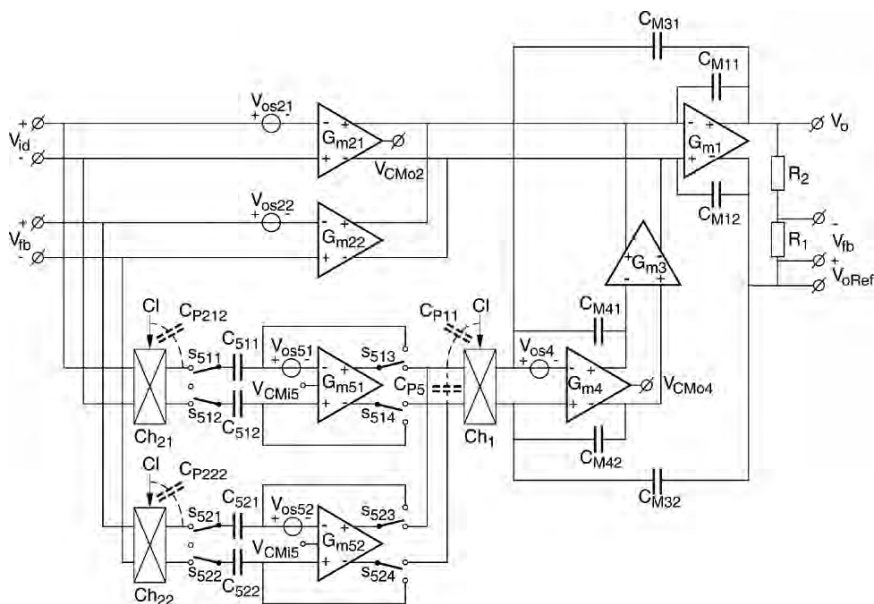 C_M31
C_M11
+
V_id
-
V_os21
+ -
- +
G_m21
+ -
V_CMo2
- +
G_m1
+ -
V_o
R_2
C_M12
+
V_fb
-
V_os22
+ -
- +
G_m22
+ -
+ -
G_m3
- +
R_1
-
V_fb
+
V_oRef
Cl
C_P212
C_P11
Cl
C_M41
s_511
C_511
V_os51
+ -
- +
s_513
C_P5
V_os4
+ -
- +
V_CMi5
G_m51
G_m4
V_CMo4
+ -
+ -
s_512
C_512
s_514
Ch_21
Ch_1
C_M42
Cl
C_P222
C_M32
s_521
C_521
V_os52
+ -
- +
s_523
V_CMi5
G_m52
+ -
s_522
C_522
s_524
Ch_22